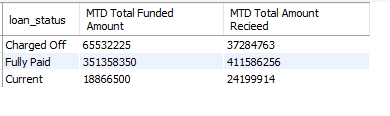 loan_status MTD Total Funded Amount MTD Total Amount Recieed
Charged Off 65532225 37284763
Fully Paid 351358350 411586256
Current 18866500 24199914